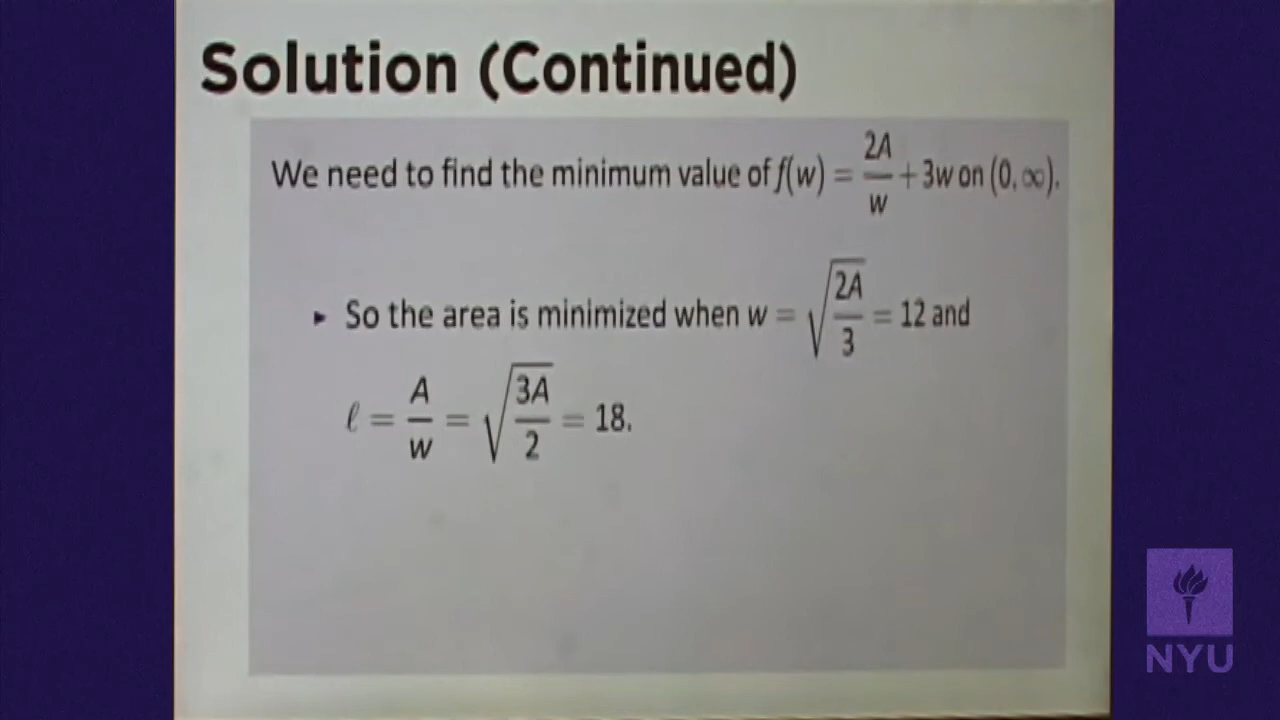 Solution (Continued)
We need to find the minimum value of f(w) = 2A/w + 3w on (0, ∞).
▸ So the area is minimized when w = √(2A/3) = 12 and
ℓ = A/w = √(3A/2) = 18.
NYU